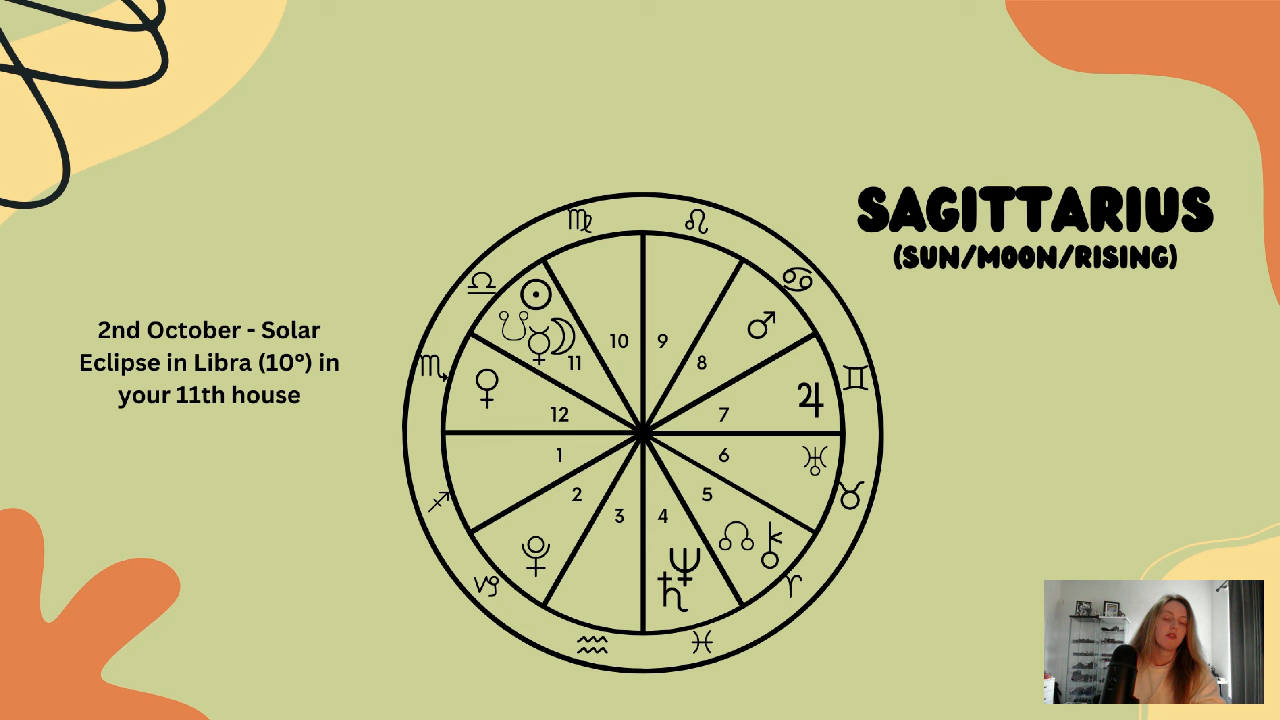 SAGITTARIUS
(SUN/MOON/RISING)
2nd October - Solar
Eclipse in Libra (10°) in
your 11th house
10
9
11
8
12
7
1
6
2
5
3
4